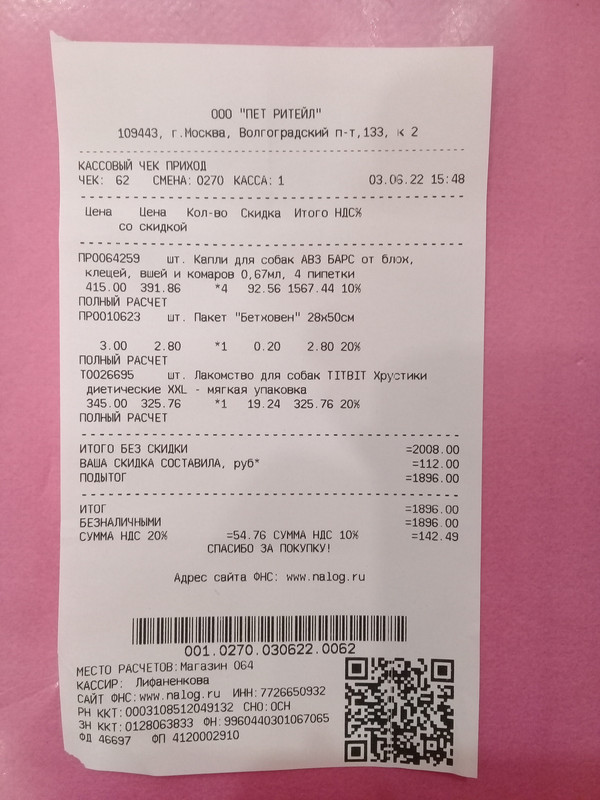 ООО "ПЕТ РИТЕЙЛ"
109443, г.Москва, Волгоградский п-т,133, к 2
КАССОВЫЙ ЧЕК ПРИХОД
ЧЕК: 62 СМЕНА: 0270 КАССА: 1 03.06.22 15:48
Цена Цена Кол-во Скидка Итого НДС%
со скидкой
ПР0064259 шт. Капли для собак АВЗ БАРС от блох,
клещей, вшей и комаров 0,67мл, 4 пипетки
415.00 391.86 *4 92.56 1567.44 10%
ПОЛНЫЙ РАСЧЕТ
ПР0010623 шт. Пакет "Бетховен" 28х50см
3.00 2.80 *1 0.20 2.80 20%
ПОЛНЫЙ РАСЧЕТ
Т0026695 шт. Лакомство для собак TITBIT Хрустики
диетические XXL - мягкая упаковка
345.00 325.76 *1 19.24 325.76 20%
ПОЛНЫЙ РАСЧЕТ
ИТОГО БЕЗ СКИДКИ =2008.00
ВАША СКИДКА СОСТАВИЛА, руб* =112.00
ПОДЫТОГ =1896.00
ИТОГ =1896.00
БЕЗНАЛИЧНЫМИ =1896.00
СУММА НДС 20% =54.76 СУММА НДС 10% =142.49
СПАСИБО ЗА ПОКУПКУ!
Адрес сайта ФНС: www.nalog.ru
001.0270.030622.0062
МЕСТО РАСЧЕТОВ:Магазин 064
КАССИР: Лифаненкова
САЙТ ФНС:www.nalog.ru ИНН:7726650932
РН ККТ:0003108512049132 СНО:ОСН
ЗН ККТ:0128063833 ФН:9960440301067065
ФД 46697 ФП 4120002910